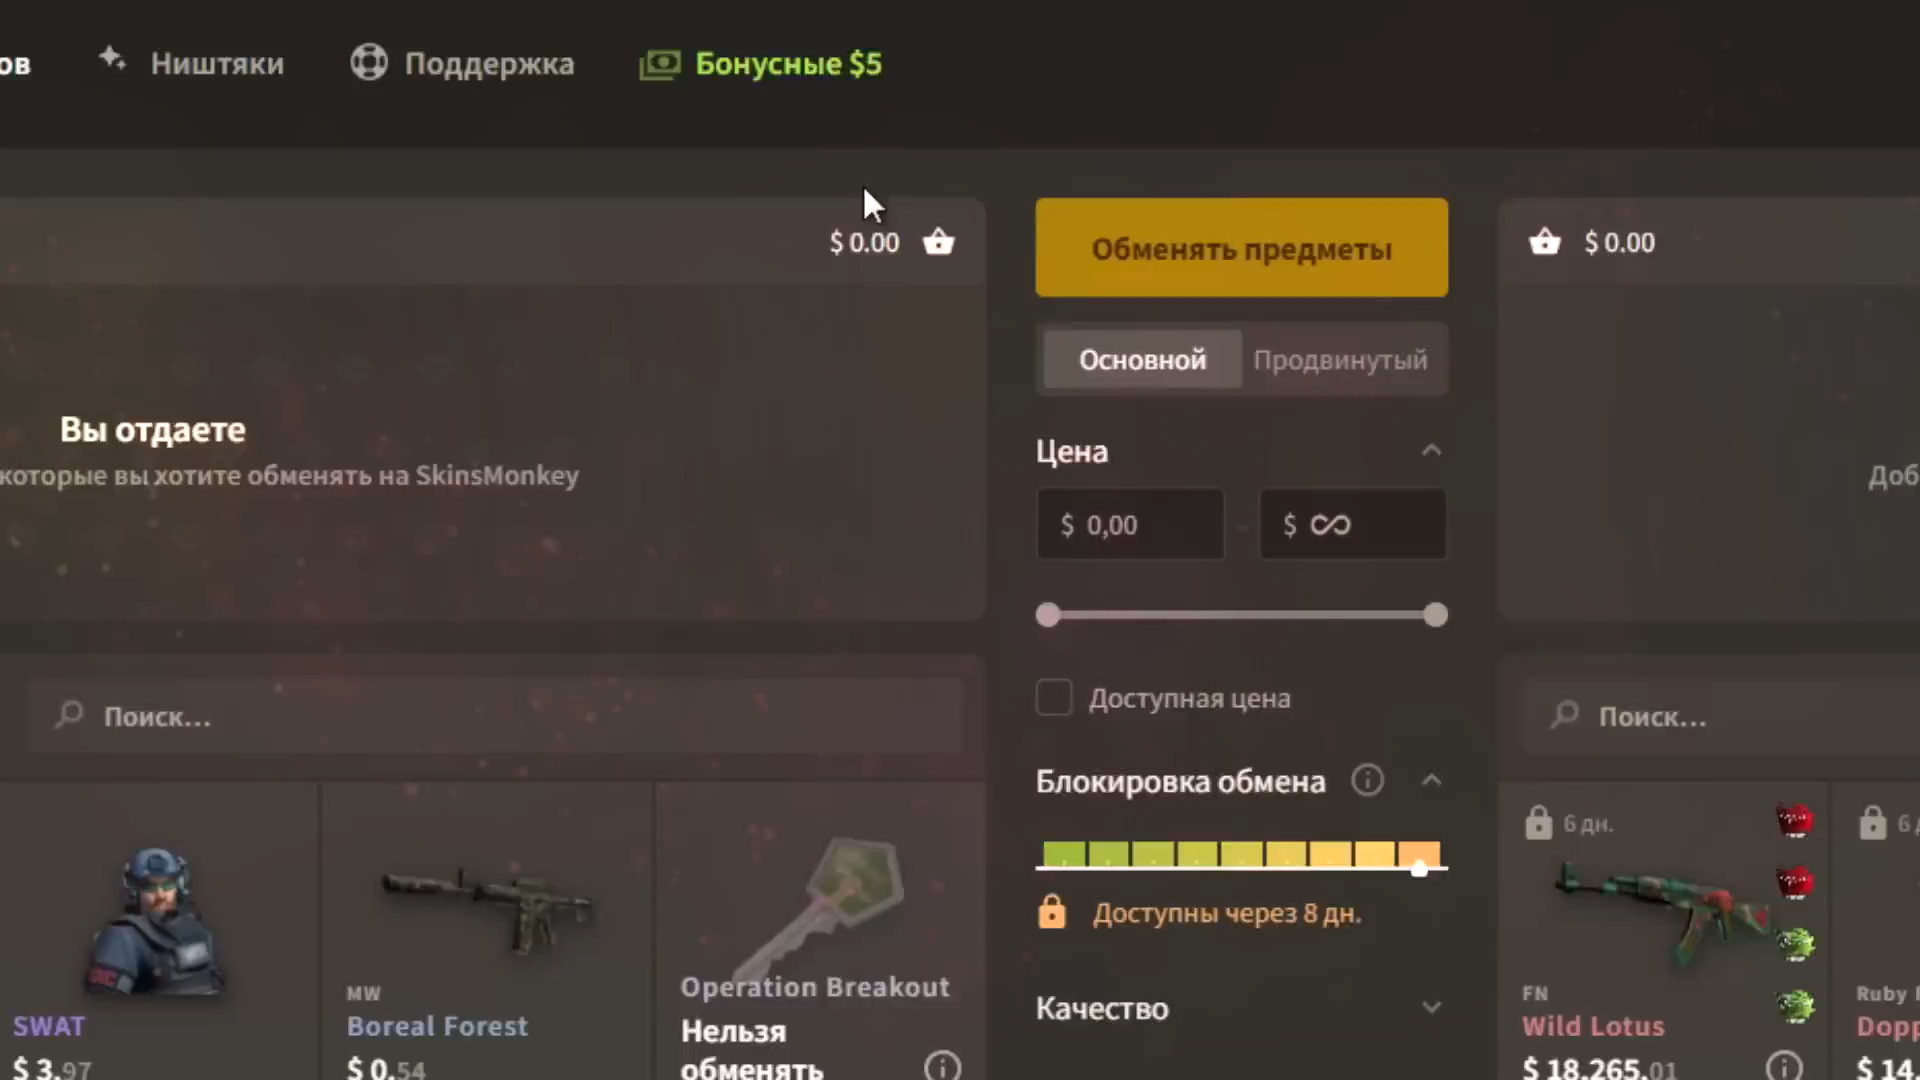 ов Ништяки Поддержка Бонусные $5
$ 0.00
Обменять предметы
$ 0.00
Основной Продвинутый
Вы отдаете
которые вы хотите обменять на SkinsMonkey
Цена
$ 0,00 - $ ∞
Доб
Доступная цена
Поиск...
Поиск...
Блокировка обмена
Доступны через 8 дн.
Качество
SWAT
$ 3.97
MW
Boreal Forest
$ 0.54
Operation Breakout
Нельзя
обменять
6 дн.
FN
Wild Lotus
$ 18,265.01
6
Ruby
Dopp
$ 14.